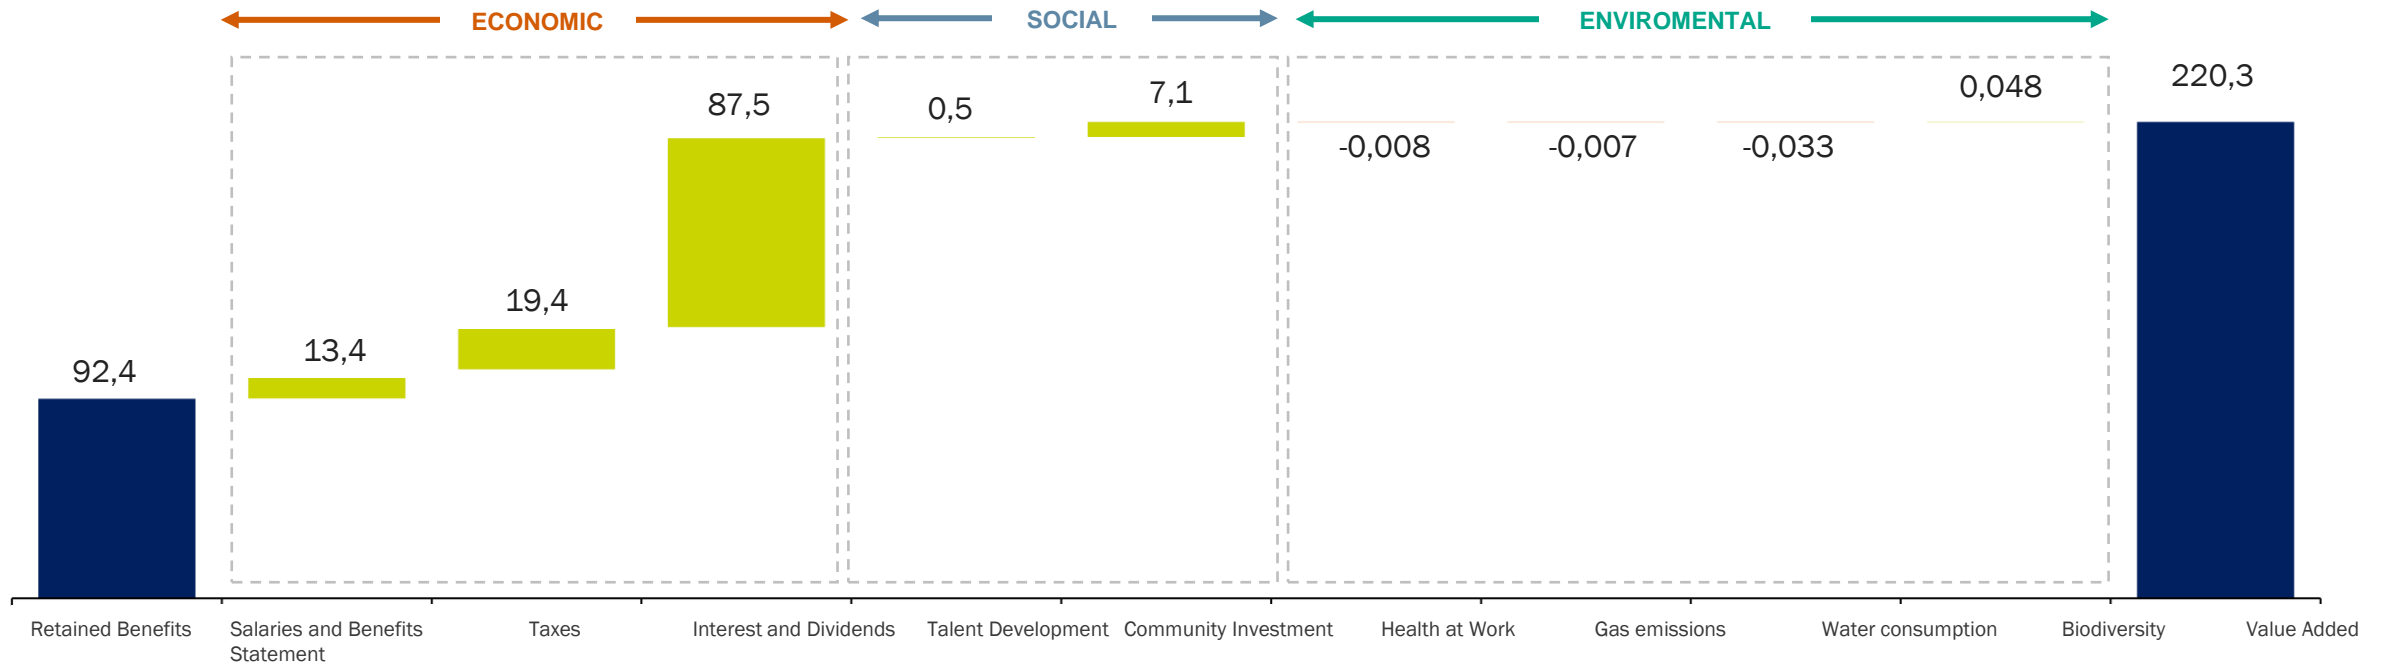 ECONOMIC
SOCIAL
ENVIROMENTAL
92,4
13,4
19,4
87,5
0,5
7,1
-0,008
-0,007
-0,033
0,048
220,3
Retained Benefits
Salaries and Benefits
Statement
Taxes
Interest and Dividends
Talent Development
Community Investment
Health at Work
Gas emissions
Water consumption
Biodiversity
Value Added